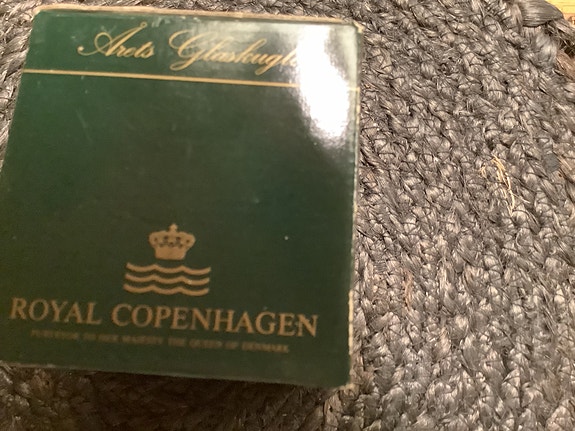 Årets Glaskugle
ROYAL COPENHAGEN
PURVEYOR TO HER MAJESTY THE QUEEN OF DENMARK